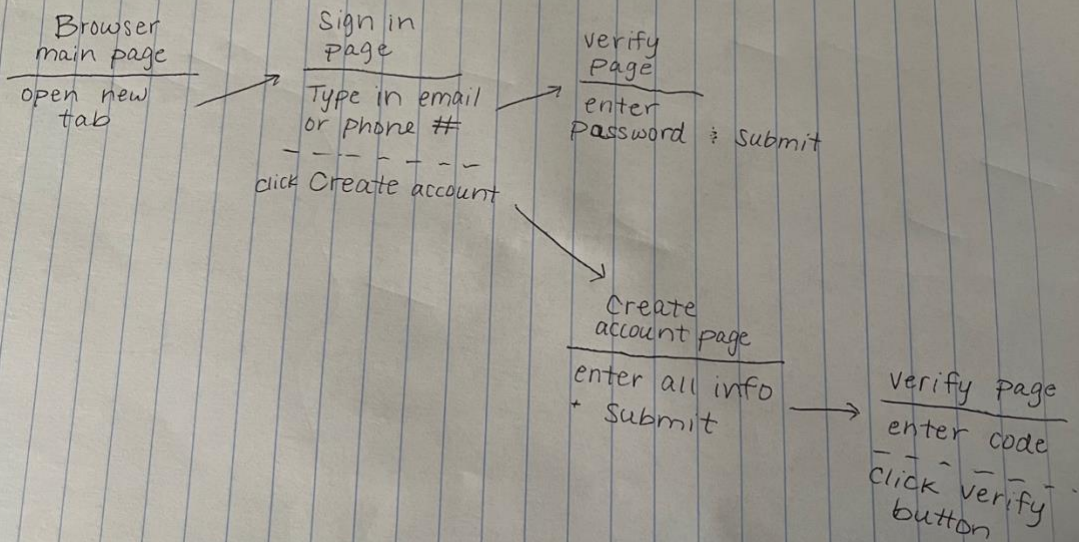 Browser
main page
open new
tab
Sign in
page
Type in email
or phone #
click Create account
verify
page
enter
password & submit
Create
account page
enter all info
+ submit
verify page
enter code
click verify
button